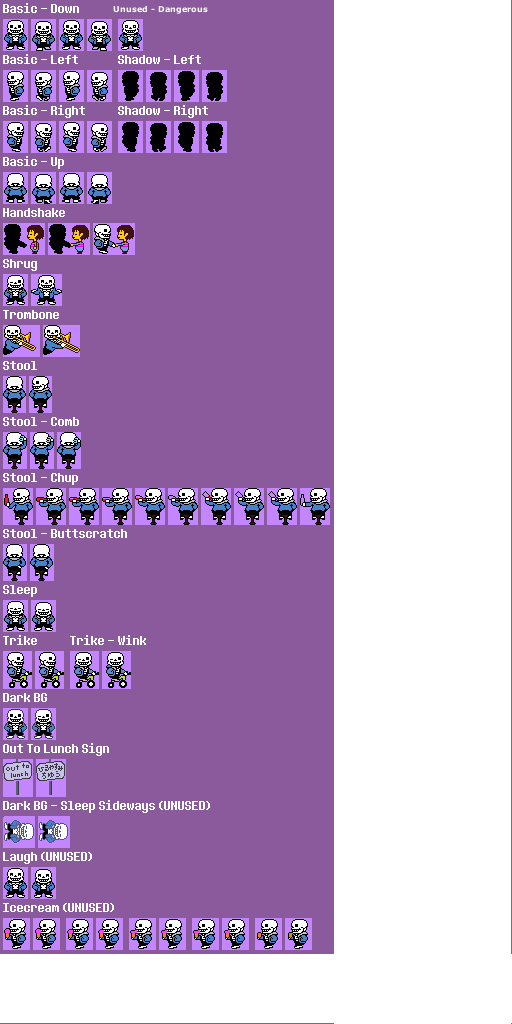 Basic - Down
Unused - Dangerous
Basic - Left
Shadow - Left
Basic - Right
Shadow - Right
Basic - Up
Handshake
Shrug
Trombone
Stool
Stool - Comb
Stool - Chup
Stool - Buttscratch
Sleep
Trike
Trike - Wink
Dark BG
Out To Lunch Sign
out to
lunch
Dark BG - Sleep Sideways (UNUSED)
Laugh (UNUSED)
Icecream (UNUSED)